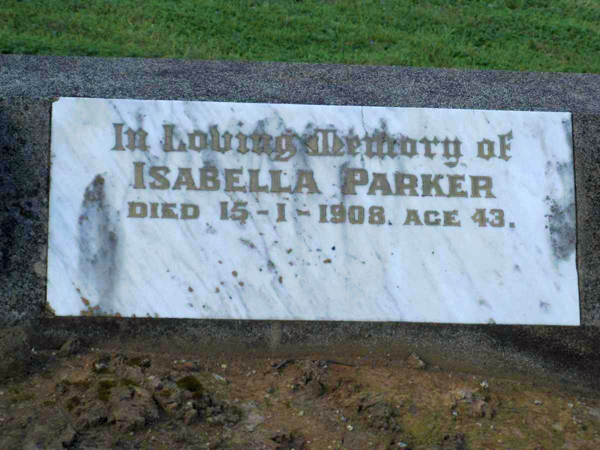 In Loving Memory of
ISABELLA PARKER
DIED 15-1-1908. AGE 43.